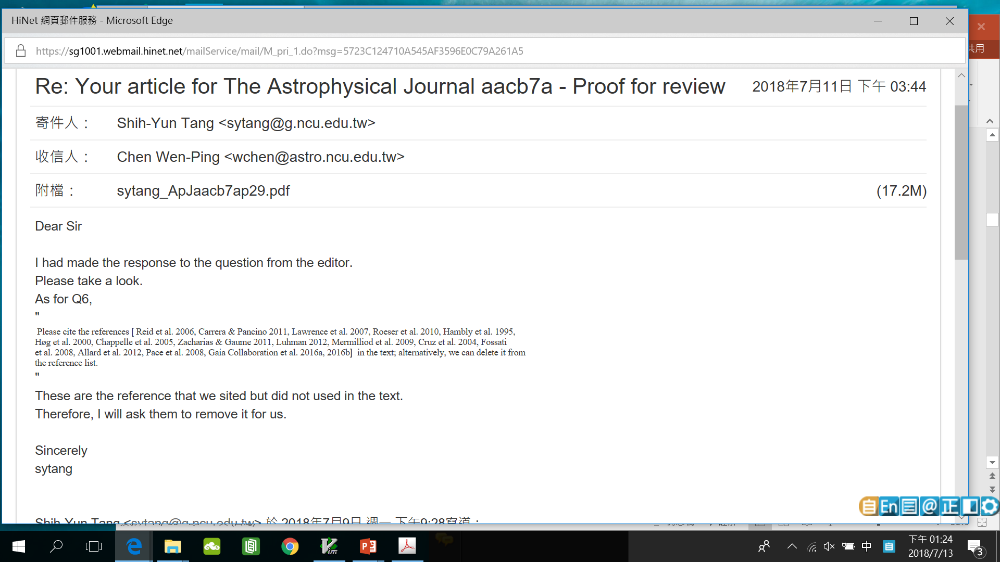 HiNet 網頁郵件服務 - Microsoft Edge
https://sg1001.webmail.hinet.net/mailService/mail/M_pri_1.do?msg=5723C124710A545AF3596E0C79A261A5
共用
Re: Your article for The Astrophysical Journal aacb7a - Proof for review 2018年7月11日 下午 03:44
寄件人： Shih-Yun Tang <sytang@g.ncu.edu.tw>
收信人： Chen Wen-Ping <wchen@astro.ncu.edu.tw>
附檔： sytang_ApJaacb7ap29.pdf (17.2M)
Dear Sir
I had made the response to the question from the editor.
Please take a look.
As for Q6,
"
Please cite the references [ Reid et al. 2006, Carrera & Pancino 2011, Lawrence et al. 2007, Roeser et al. 2010, Hambly et al. 1995,
Høg et al. 2000, Chappelle et al. 2005, Zacharias & Gaume 2011, Luhman 2012, Mermilliod et al. 2009, Cruz et al. 2004, Fossati
et al. 2008, Allard et al. 2012, Pace et al. 2008, Gaia Collaboration et al. 2016a, 2016b] in the text; alternatively, we can delete it from
the reference list.
"
These are the reference that we sited but did not used in the text.
Therefore, I will ask them to remove it for us.
Sincerely
sytang
Shih-Yun Tang <sytang@g.ncu.edu.tw> 於 2018年7月9日 週一 下午9:28寫道：
En @ 正
Vim
中
下午 01:24
2018/7/13
3